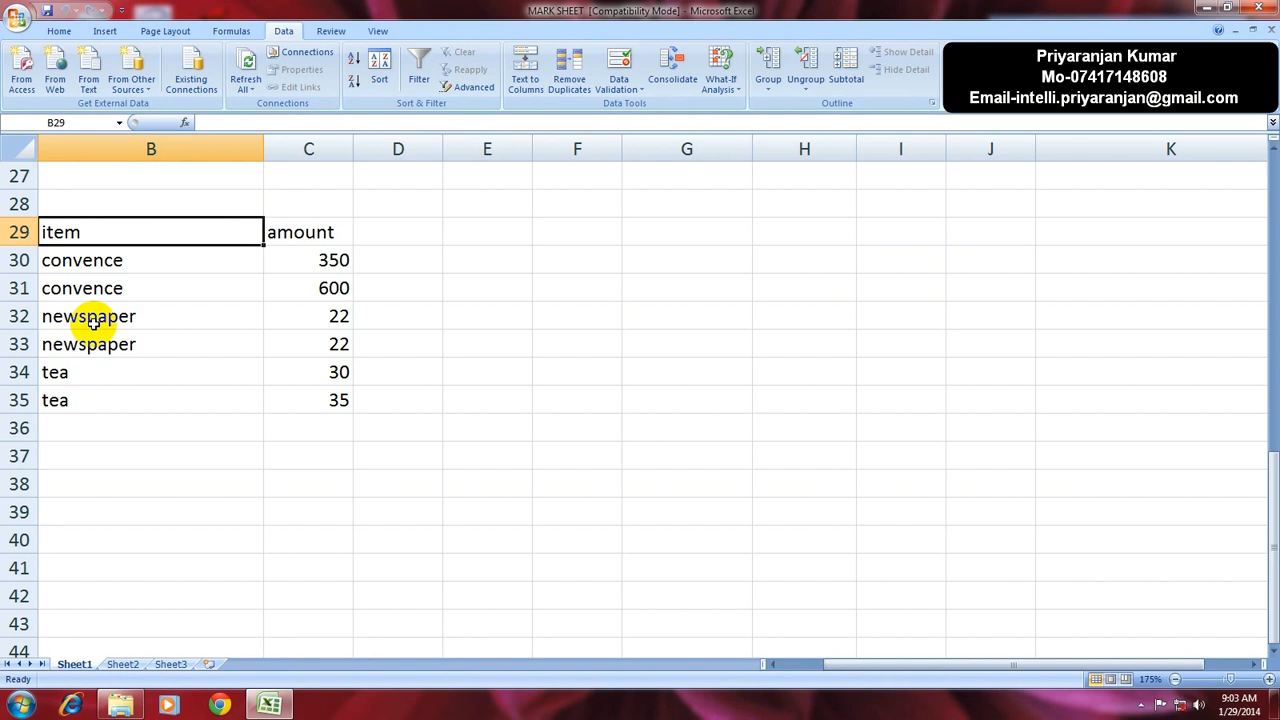 MARK SHEET [Compatibility Mode] - Microsoft Excel
Home Insert Page Layout Formulas Data Review View
From Access
From Web
From Text
From Other Sources
Existing Connections
Get External Data
Refresh All
Connections
Properties
Edit Links
Connections
Sort
Filter
Clear
Reapply
Advanced
Sort & Filter
Text to Columns
Remove Duplicates
Data Validation
Consolidate
What-If Analysis
Data Tools
Group
Ungroup
Subtotal
Show Detail
Hide Detail
Outline
Priyaranjan Kumar
Mo-07417148608
Email-intelli.priyaranjan@gmail.com
B29 fx
B C D E F G H I J K
27
28
29 item amount
30 convence 350
31 convence 600
32 newspaper 22
33 newspaper 22
34 tea 30
35 tea 35
36
37
38
39
40
41
42
43
44
Sheet1 Sheet2 Sheet3
Ready 175%
9:03 AM
1/29/2014